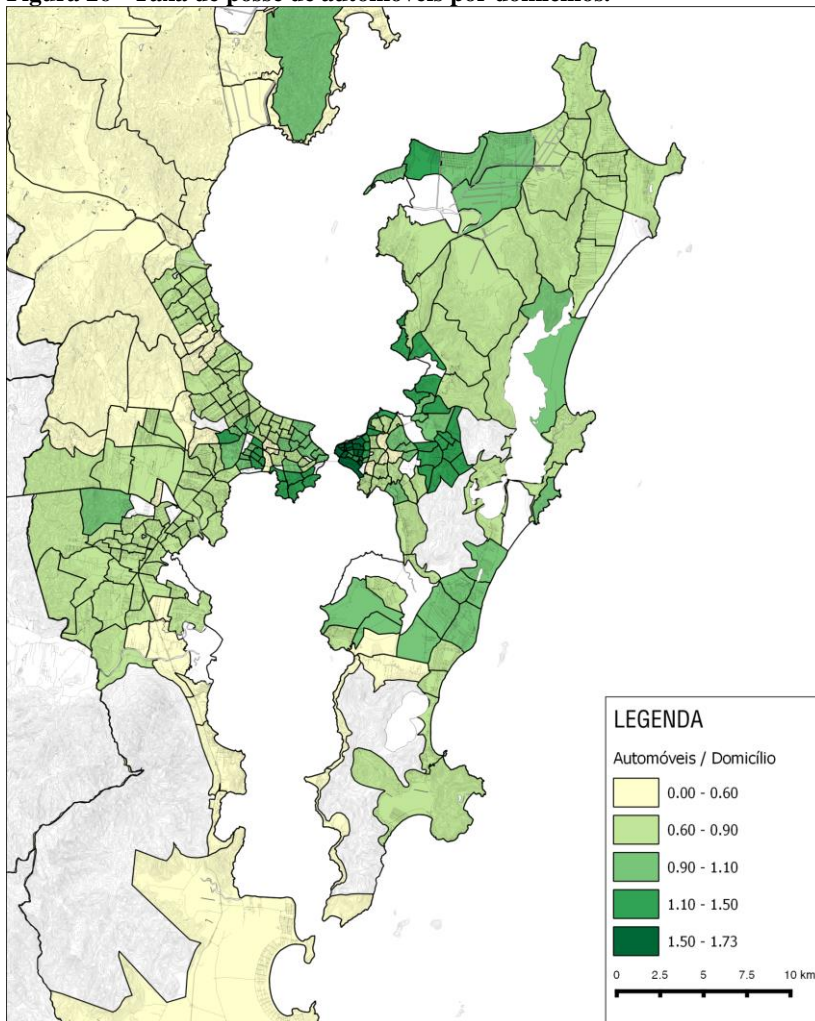 Figura 26 - Taxa de posse de automóveis por domicílios.
LEGENDA
Automóveis / Domicílio
0.00 - 0.60
0.60 - 0.90
0.90 - 1.10
1.10 - 1.50
1.50 - 1.73
0 2.5 5 7.5 10 km